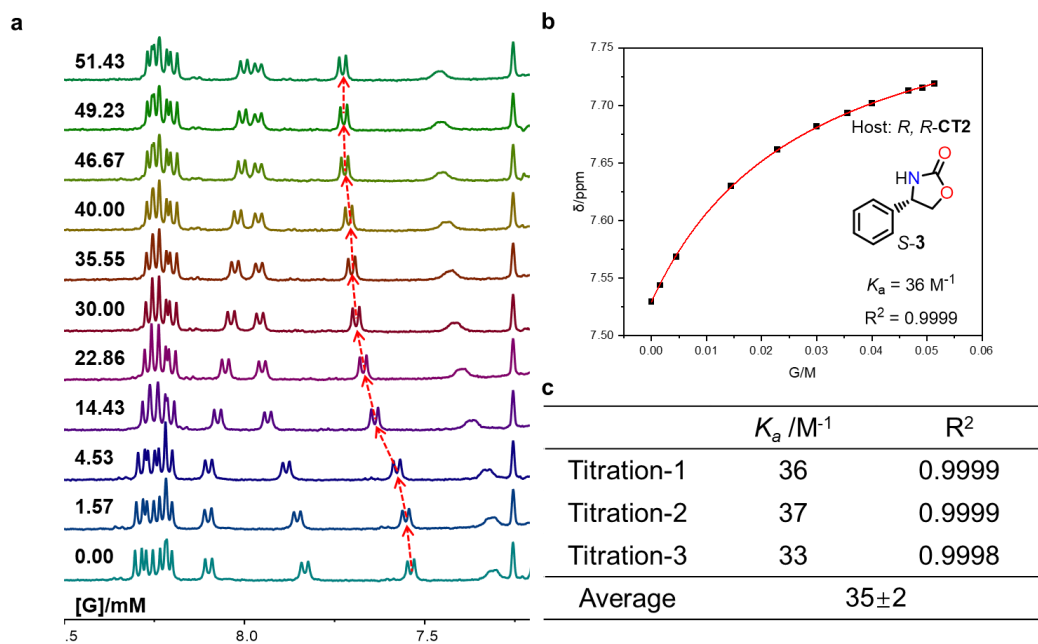 a
51.43
49.23
46.67
40.00
35.55
30.00
22.86
14.43
4.53
1.57
0.00
[G]/mM
.5
8.0
7.5
b
7.75
7.70
7.65
7.60
7.55
7.50
δ/ppm
Host: R, R-CT2
O
HN
O
S-3
Kₐ = 36 M⁻¹
R² = 0.9999
0.00
0.01
0.02
0.03
0.04
0.05
0.06
G/M
c
Kₐ /M⁻¹ R²
Titration-1 36 0.9999
Titration-2 37 0.9999
Titration-3 33 0.9998
Average 35±2